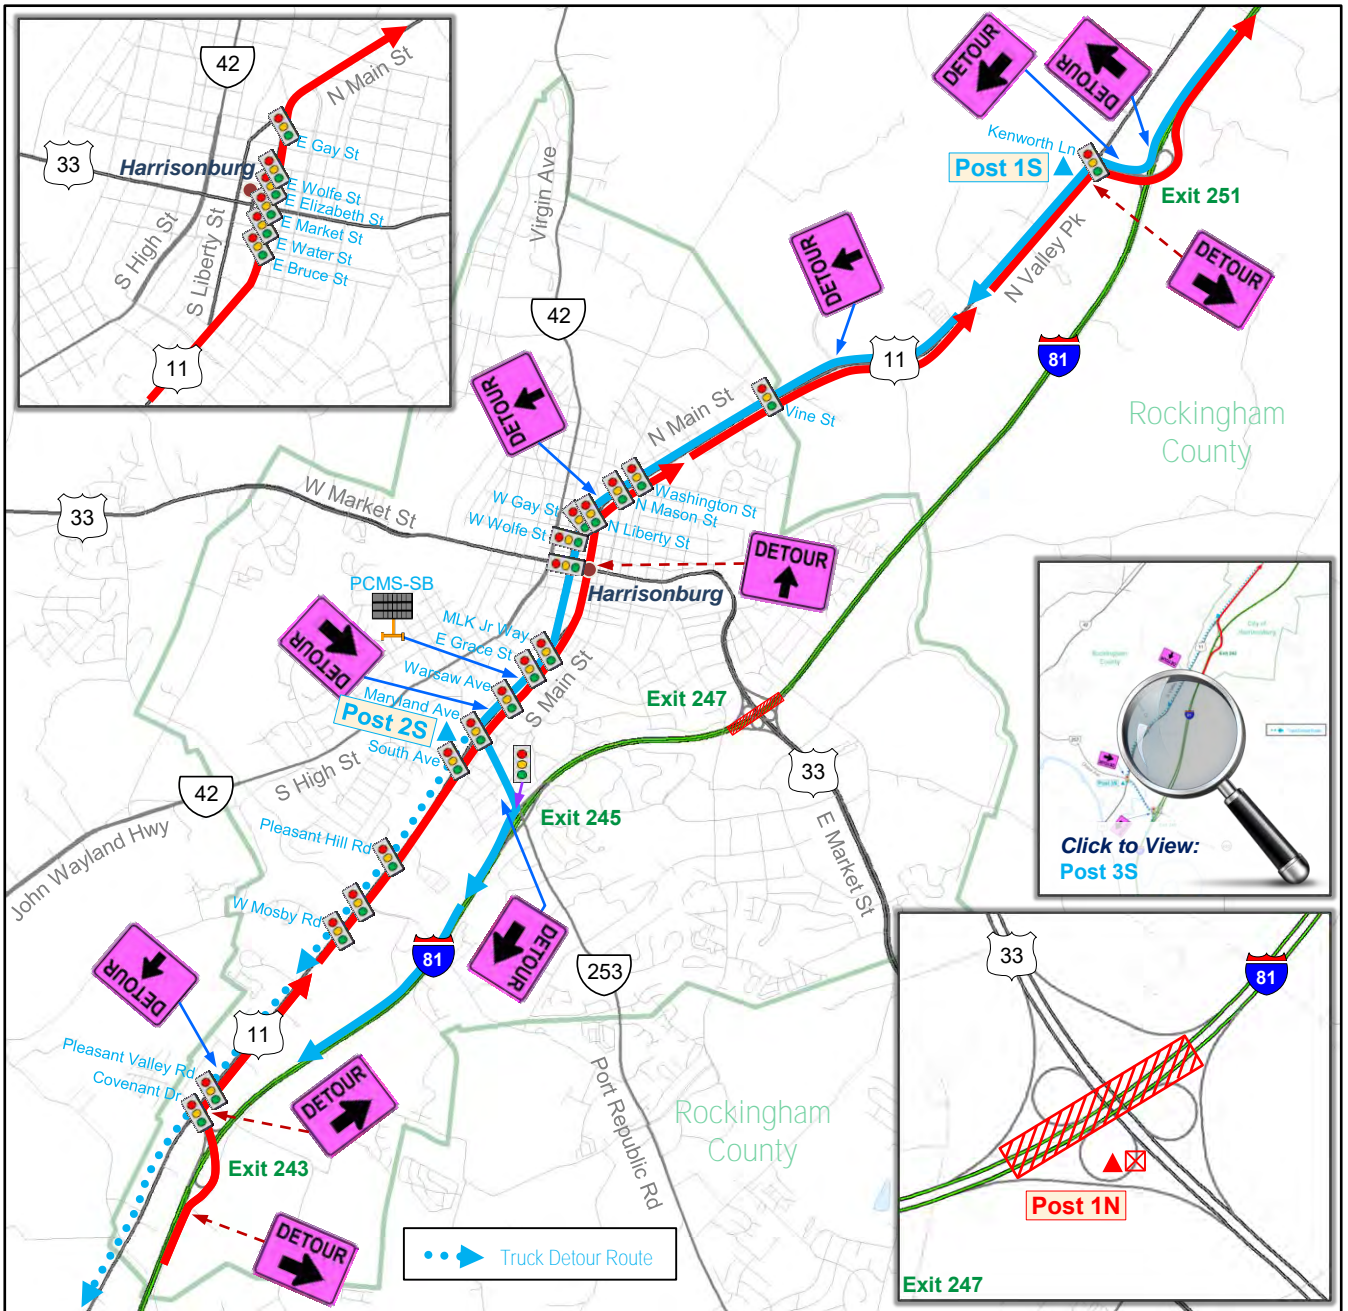 42
N Main St
E Gay St
33
Harrisonburg
E Wolfe St
E Elizabeth St
E Market St
E Water St
E Bruce St
S High St
S Liberty St
11
DETOUR
DETOUR
Kenworth Ln
Post 1S
Exit 251
DETOUR
N Valley Pk
Virgin Ave
DETOUR
42
11
81
Rockingham
County
DETOUR
N Main St
Vine St
33
W Market St
Washington St
N Mason St
W Gay St
N Liberty St
W Wolfe St
DETOUR
Harrisonburg
PCMS-SB
DETOUR
MLK Jr Way
E Grace St
Warsaw Ave
Maryland Ave
Post 2S
South Ave
S Main St
Exit 247
33
E Market St
42
S High St
John Wayland Hwy
Exit 245
Pleasant Hill Rd
W Mosby Rd
DETOUR
81
DETOUR
253
Port Republic Rd
11
Pleasant Valley Rd
Covenant Dr
DETOUR
Exit 243
DETOUR
Rockingham
County
Truck Detour Route
Click to View:
Post 3S
33
81
Post 1N
Exit 247